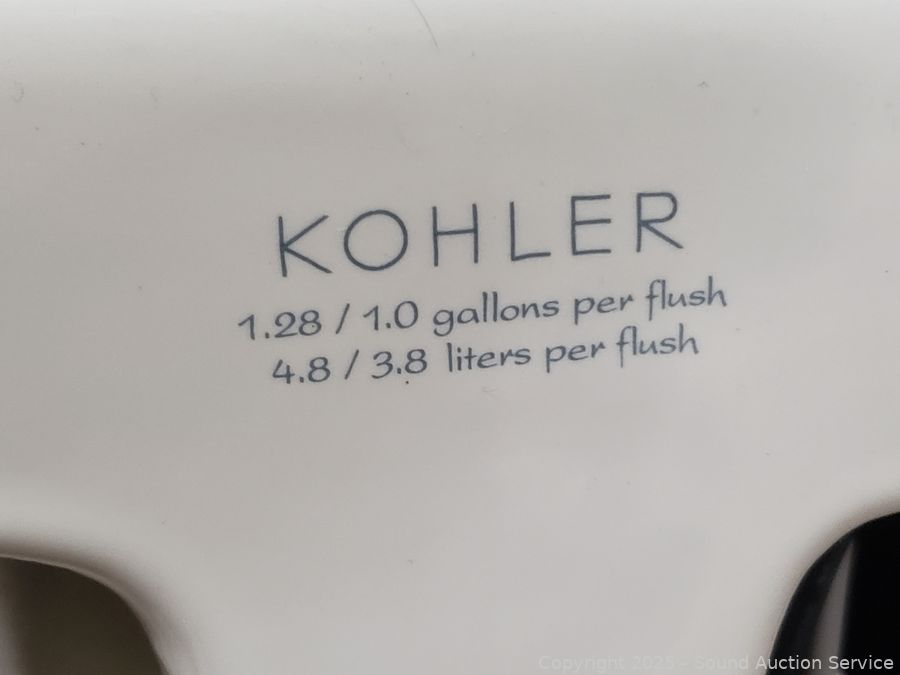 KOHLER
1.28 / 1.0 gallons per flush
4.8 / 3.8 liters per flush
Copyright 2025 - Sound Auction Service